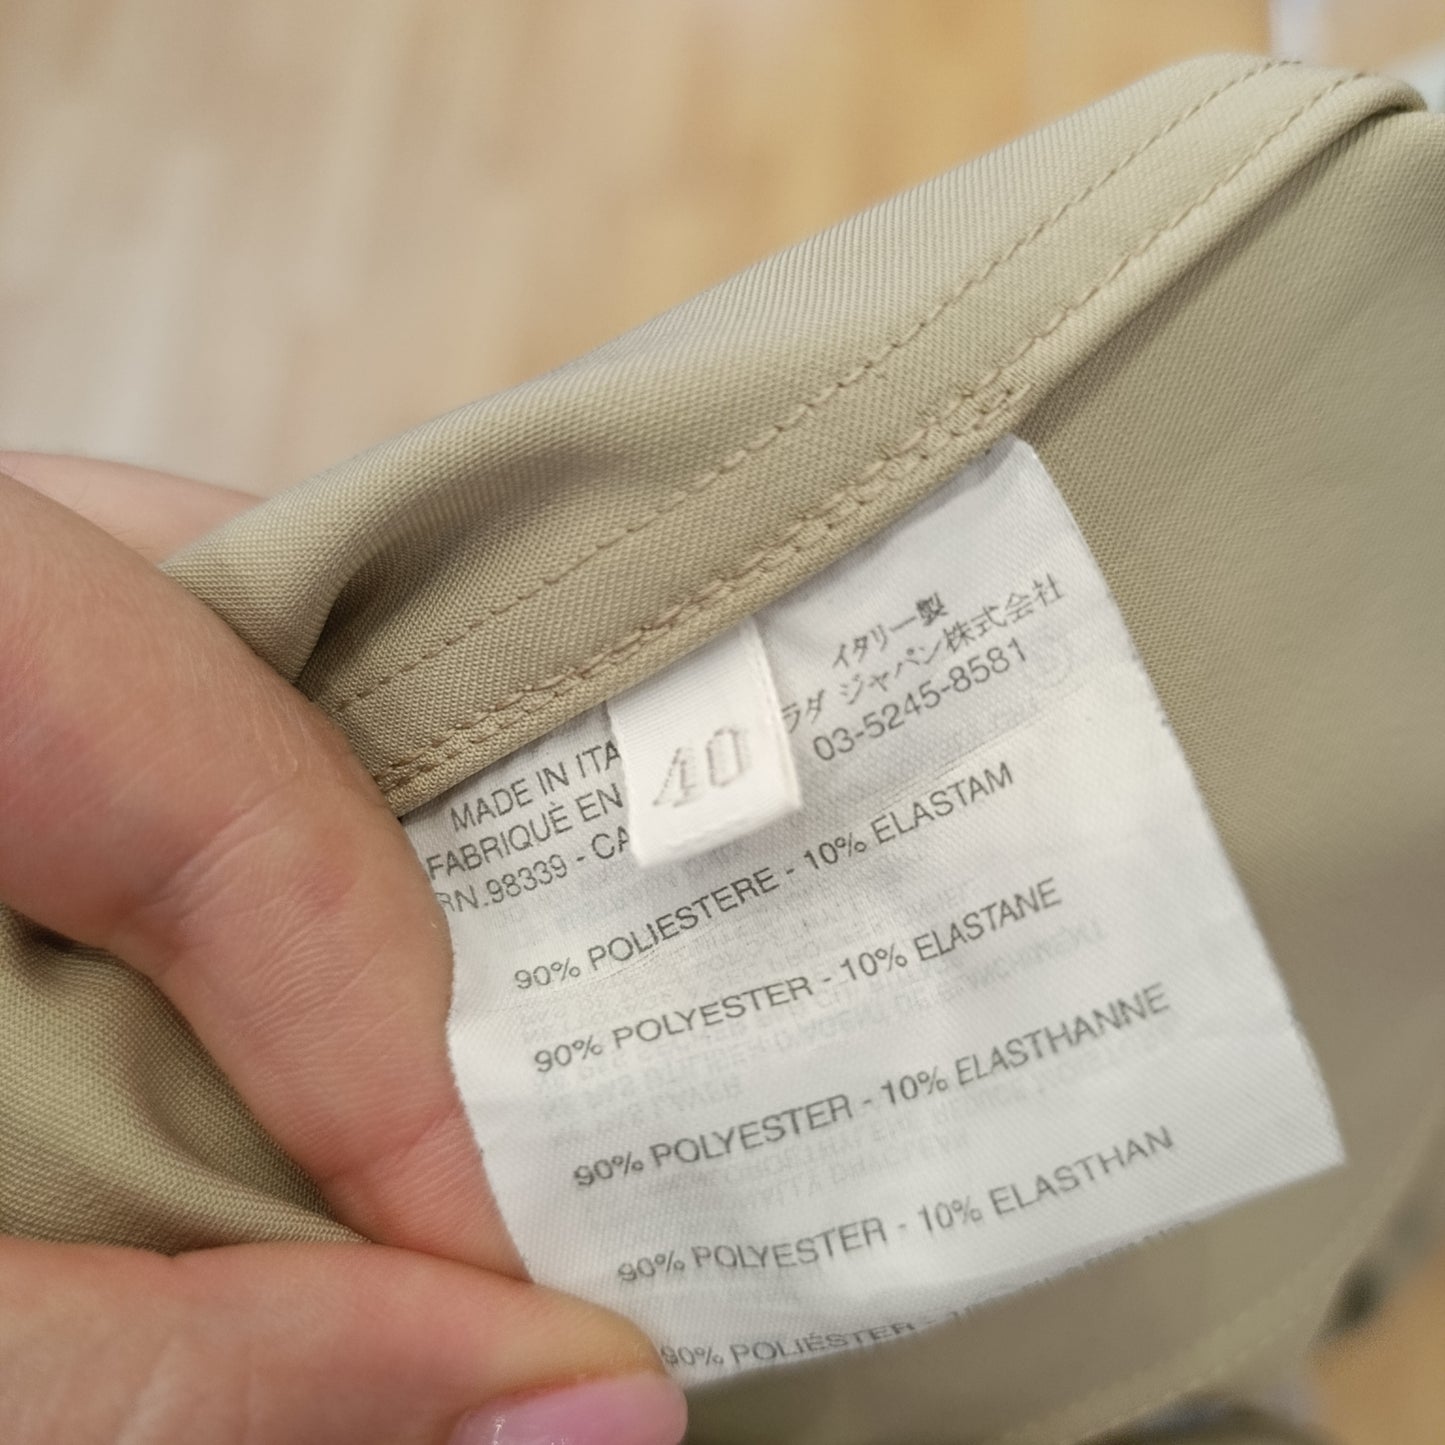 イタリー製
ラダ ジャパン株式会社
03-5245-8581
40
MADE IN ITA
FABRIQUÈ EN
RN.98339 - CA
90% POLIESTERE - 10% ELASTAM
90% POLYESTER - 10% ELASTANE
90% POLYESTER - 10% ELASTHANNE
90% POLYESTER - 10% ELASTHAN
90% POLIÉSTER -